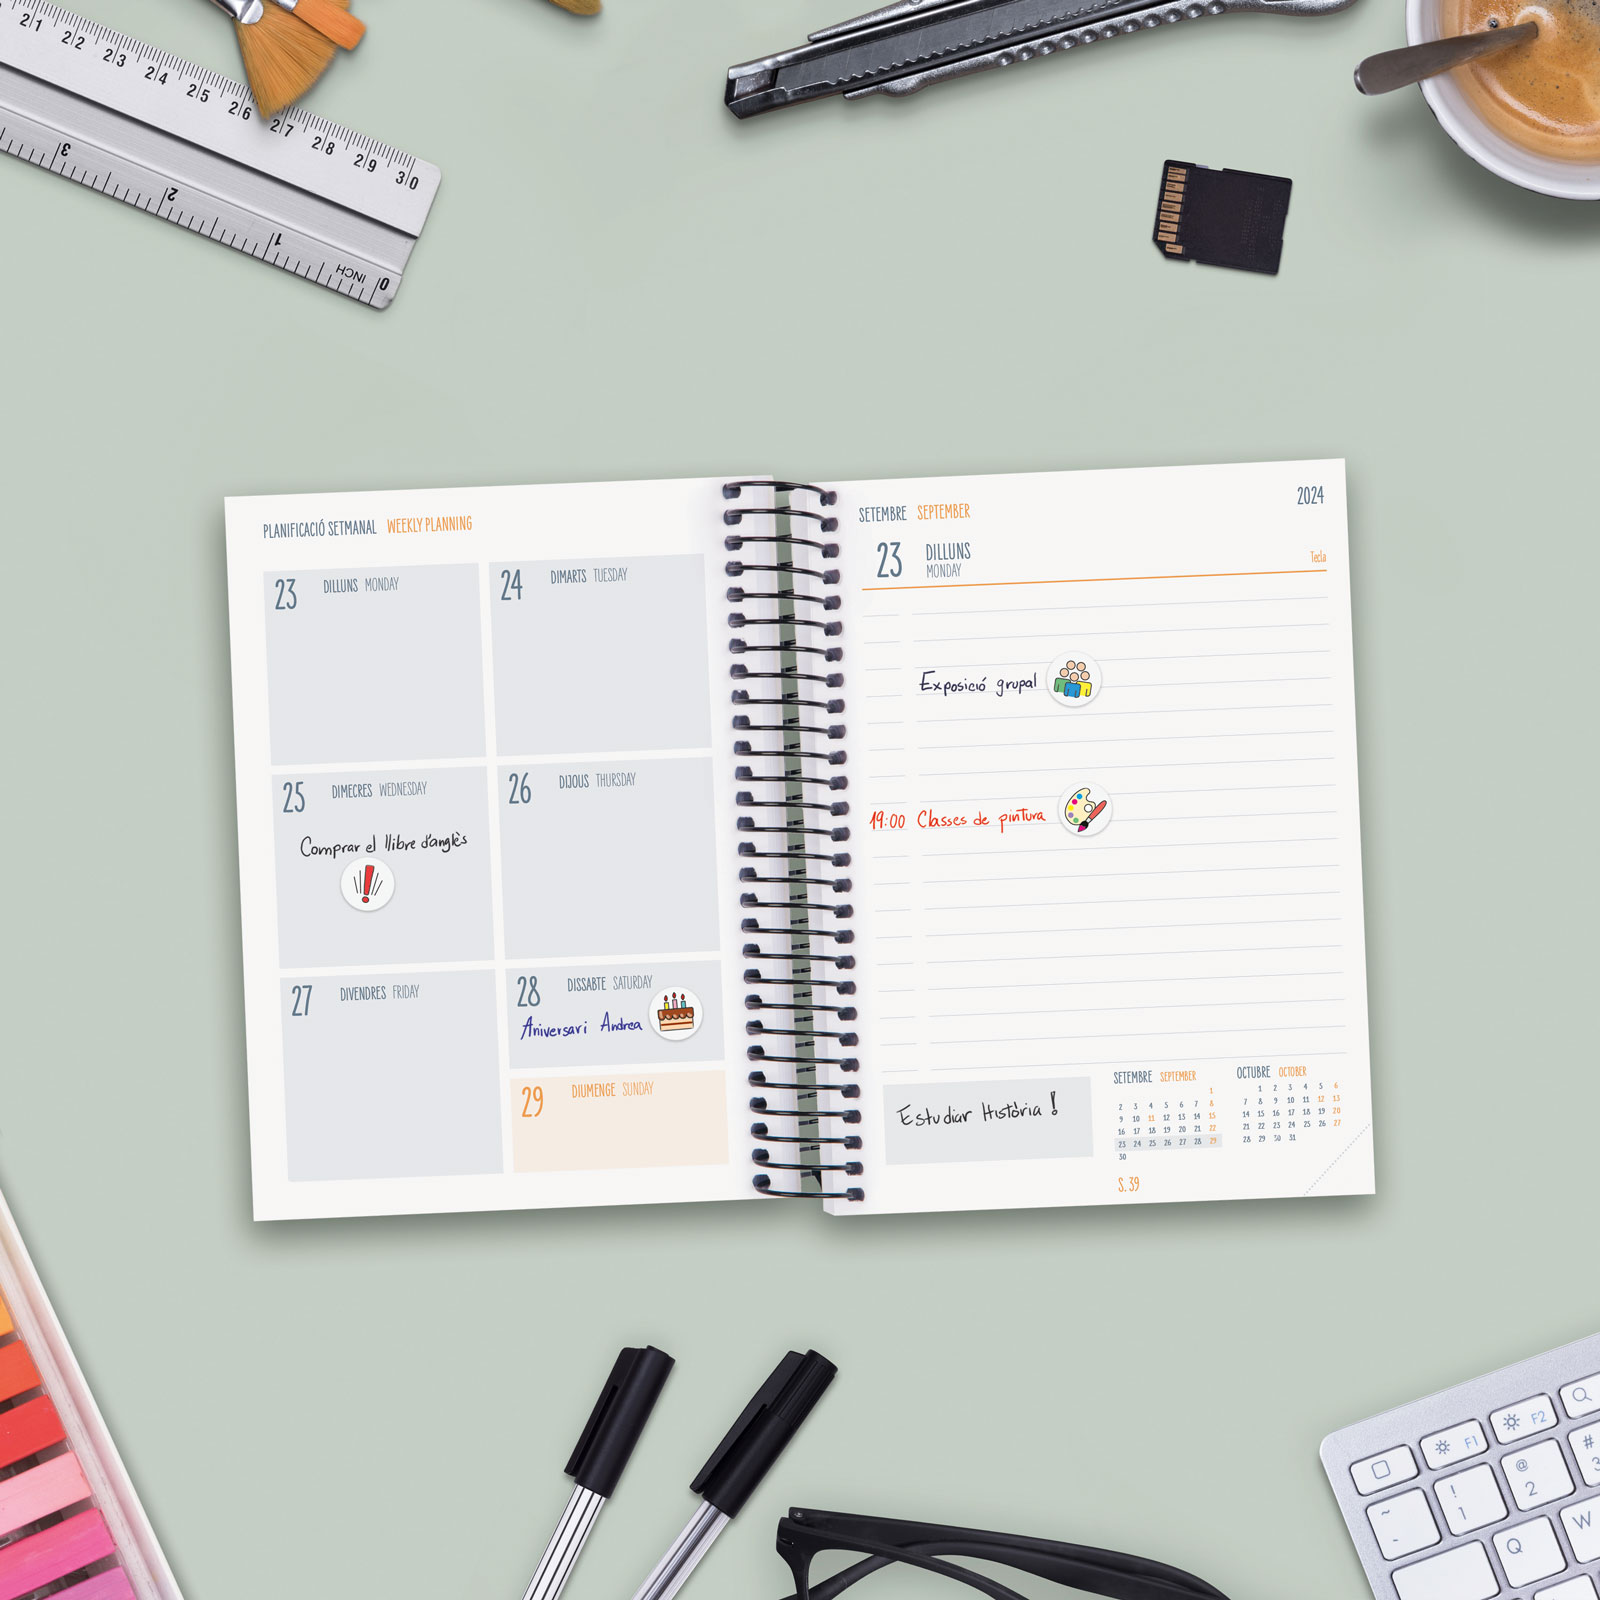 21 22 23 24 25 26 27 28 29 30
3 2 1 0
INCH
PLANIFICACIÓ SETMANAL WEEKLY PLANNING
23 DILLUNS MONDAY
24 DIMARTS TUESDAY
25 DIMECRES WEDNESDAY
Comprar el llibre d'anglès
26 DIJOUS THURSDAY
27 DIVENDRES FRIDAY
28 DISSABTE SATURDAY
Aniversari Andrea
29 DIUMENGE SUNDAY
SETEMBRE SEPTEMBER
2024
23 DILLUNS
MONDAY
Tecla
Exposició grupal
19:00 Classes de pintura
Estudiar Història !
SETEMBRE SEPTEMBER
1
2 3 4 5 6 7 8
9 10 11 12 13 14 15
16 17 18 19 20 21 22
23 24 25 26 27 28 29
30
S. 39
OCTUBRE OCTOBER
1 2 3 4 5 6
7 8 9 10 11 12 13
14 15 16 17 18 19 20
21 22 23 24 25 26 27
28 29 30 31
F1 F2
~ ! 1 @ 2 # 3
Q W